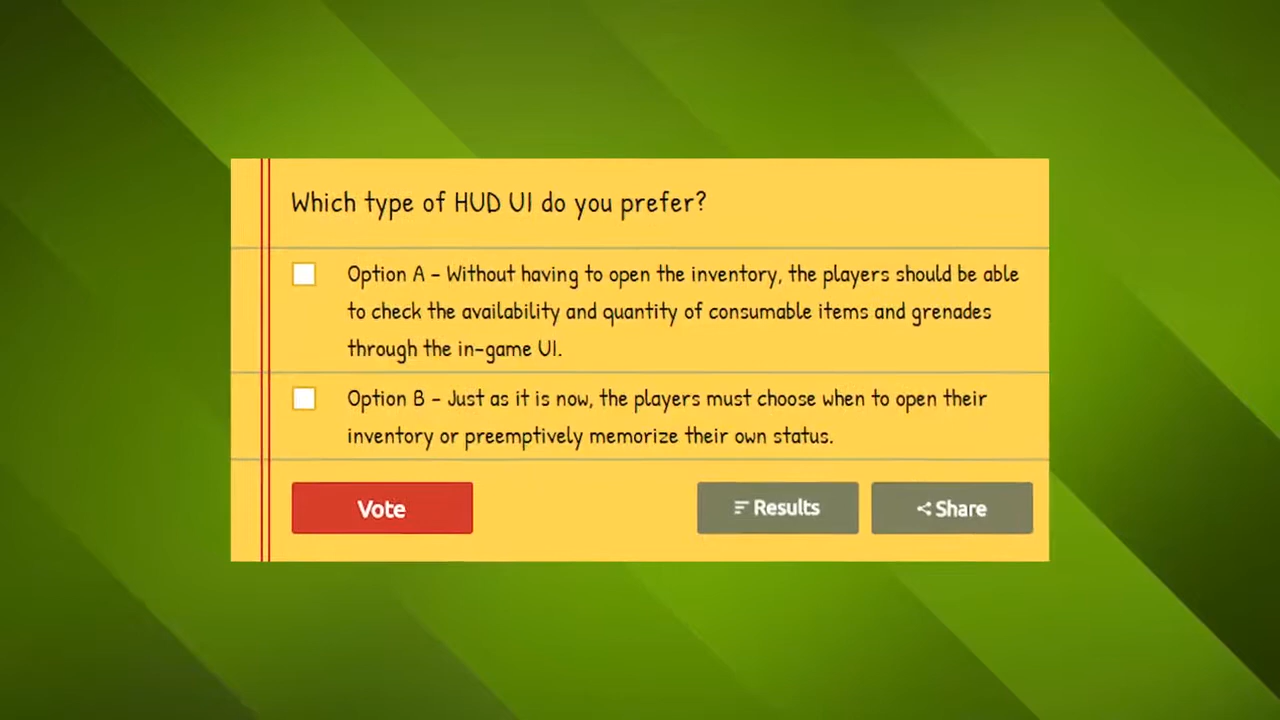 Which type of HUD UI do you prefer?
Option A - Without having to open the inventory, the players should be able
to check the availability and quantity of consumable items and grenades
through the in-game UI.
Option B - Just as it is now, the players must choose when to open their
inventory or preemptively memorize their own status.
Vote
Results
Share